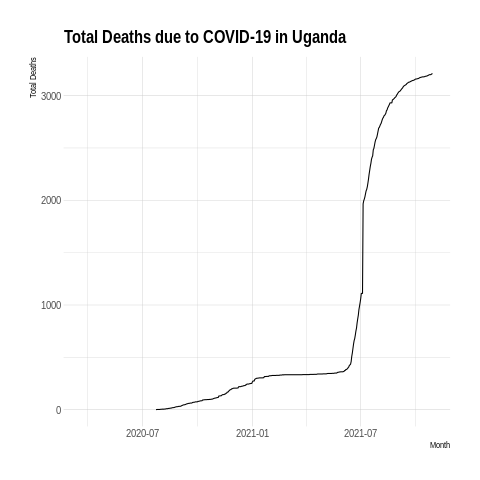 Total Deaths due to COVID-19 in Uganda
Total Deaths
3000
2000
1000
0
2020-07
2021-01
2021-07
Month